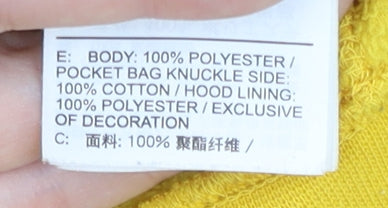 E: BODY: 100% POLYESTER /
POCKET BAG KNUCKLE SIDE:
100% COTTON / HOOD LINING:
100% POLYESTER / EXCLUSIVE
OF DECORATION
C: 面料: 100% 聚酯纤维 /